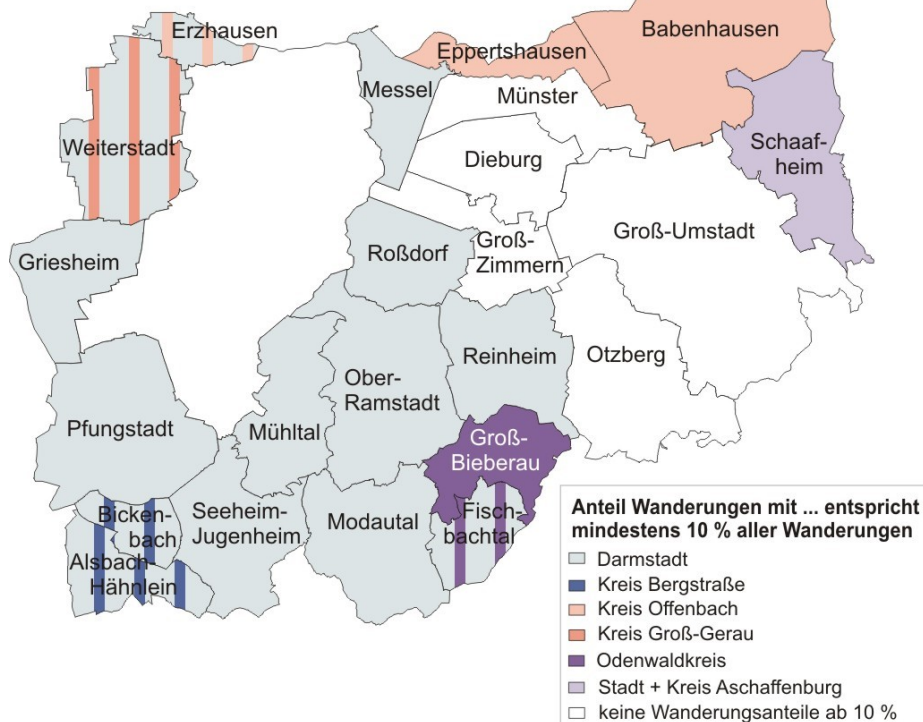 Erzhausen
Babenhausen
Eppertshausen
Messel
Münster
Weiterstadt
Dieburg
Schaaf-
heim
Griesheim
Roßdorf
Groß-
Zimmern
Groß-Umstadt
Reinheim
Otzberg
Ober-
Ramstadt
Pfungstadt
Mühltal
Groß-
Bieberau
Bicken-
bach
Seeheim-
Jugenheim
Modautal
Fisch-
bachtal
Alsbach-
Hähnlein
Anteil Wanderungen mit ... entspricht
mindestens 10 % aller Wanderungen
Darmstadt
Kreis Bergstraße
Kreis Offenbach
Kreis Groß-Gerau
Odenwaldkreis
Stadt + Kreis Aschaffenburg
keine Wanderungsanteile ab 10 %